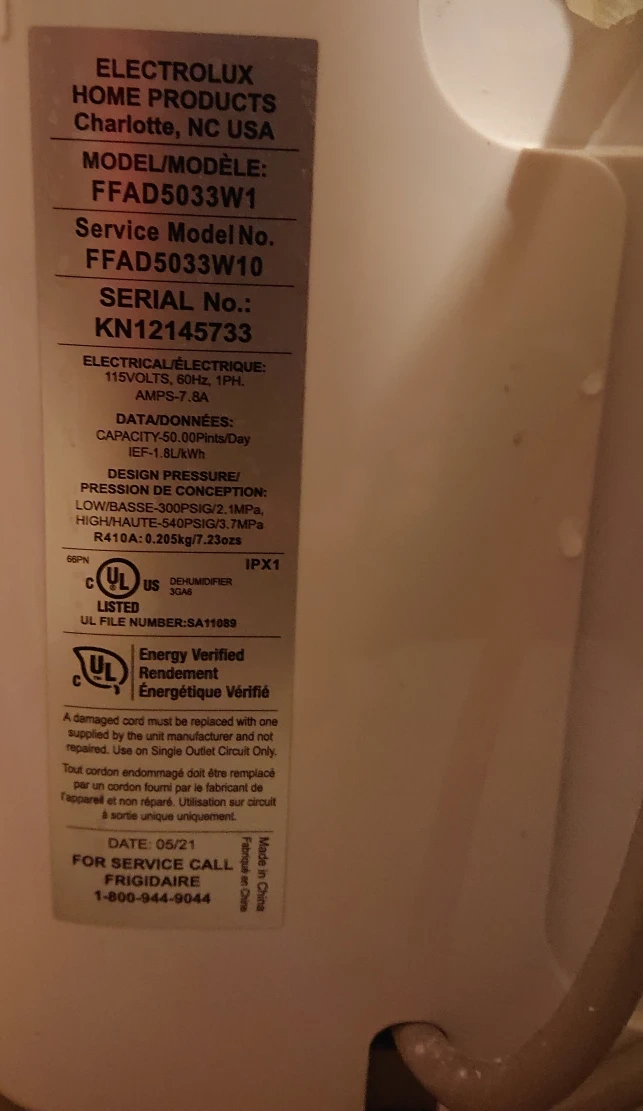 ELECTROLUX
HOME PRODUCTS
Charlotte, NC USA
MODEL/MODÈLE:
FFAD5033W1
Service Model No.
FFAD5033W10
SERIAL No.:
KN12145733
ELECTRICAL/ÉLECTRIQUE:
115VOLTS, 60Hz, 1PH.
AMPS-7.8A
DATA/DONNÉES:
CAPACITY-50.00Pints/Day
IEF-1.8L/kWh
DESIGN PRESSURE/
PRESSION DE CONCEPTION:
LOW/BASSE-300PSIG/2.1MPa,
HIGH/HAUTE-540PSIG/3.7MPa
R410A: 0.205kg/7.23ozs
66PN
IPX1
C UL US
DEHUMIDIFIER
3GA6
LISTED
UL FILE NUMBER:SA11089
C UL
Energy Verified
Rendement
Énergétique Vérifié
A damaged cord must be replaced with one
supplied by the unit manufacturer and not
repaired. Use on Single Outlet Circuit Only.
Tout cordon endommagé doit être remplacé
par un cordon fourni par le fabricant de
l'appareil et non réparé. Utilisation sur circuit
à sortie unique uniquement.
DATE: 05/21
FOR SERVICE CALL
FRIGIDAIRE
1-800-944-9044
Made in China
Fabriqué en Chine